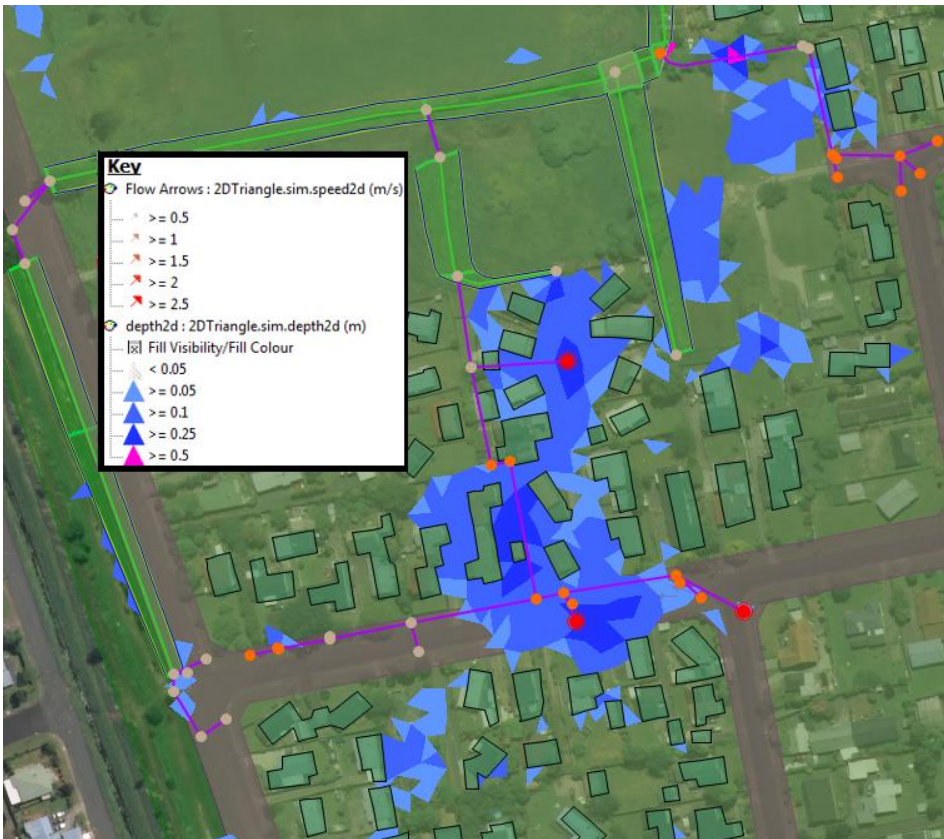 Key
Flow Arrows : 2DTriangle.sim.speed2d (m/s)
>= 0.5
>= 1
>= 1.5
>= 2
>= 2.5
depth2d : 2DTriangle.sim.depth2d (m)
Fill Visibility/Fill Colour
< 0.05
>= 0.05
>= 0.1
>= 0.25
>= 0.5